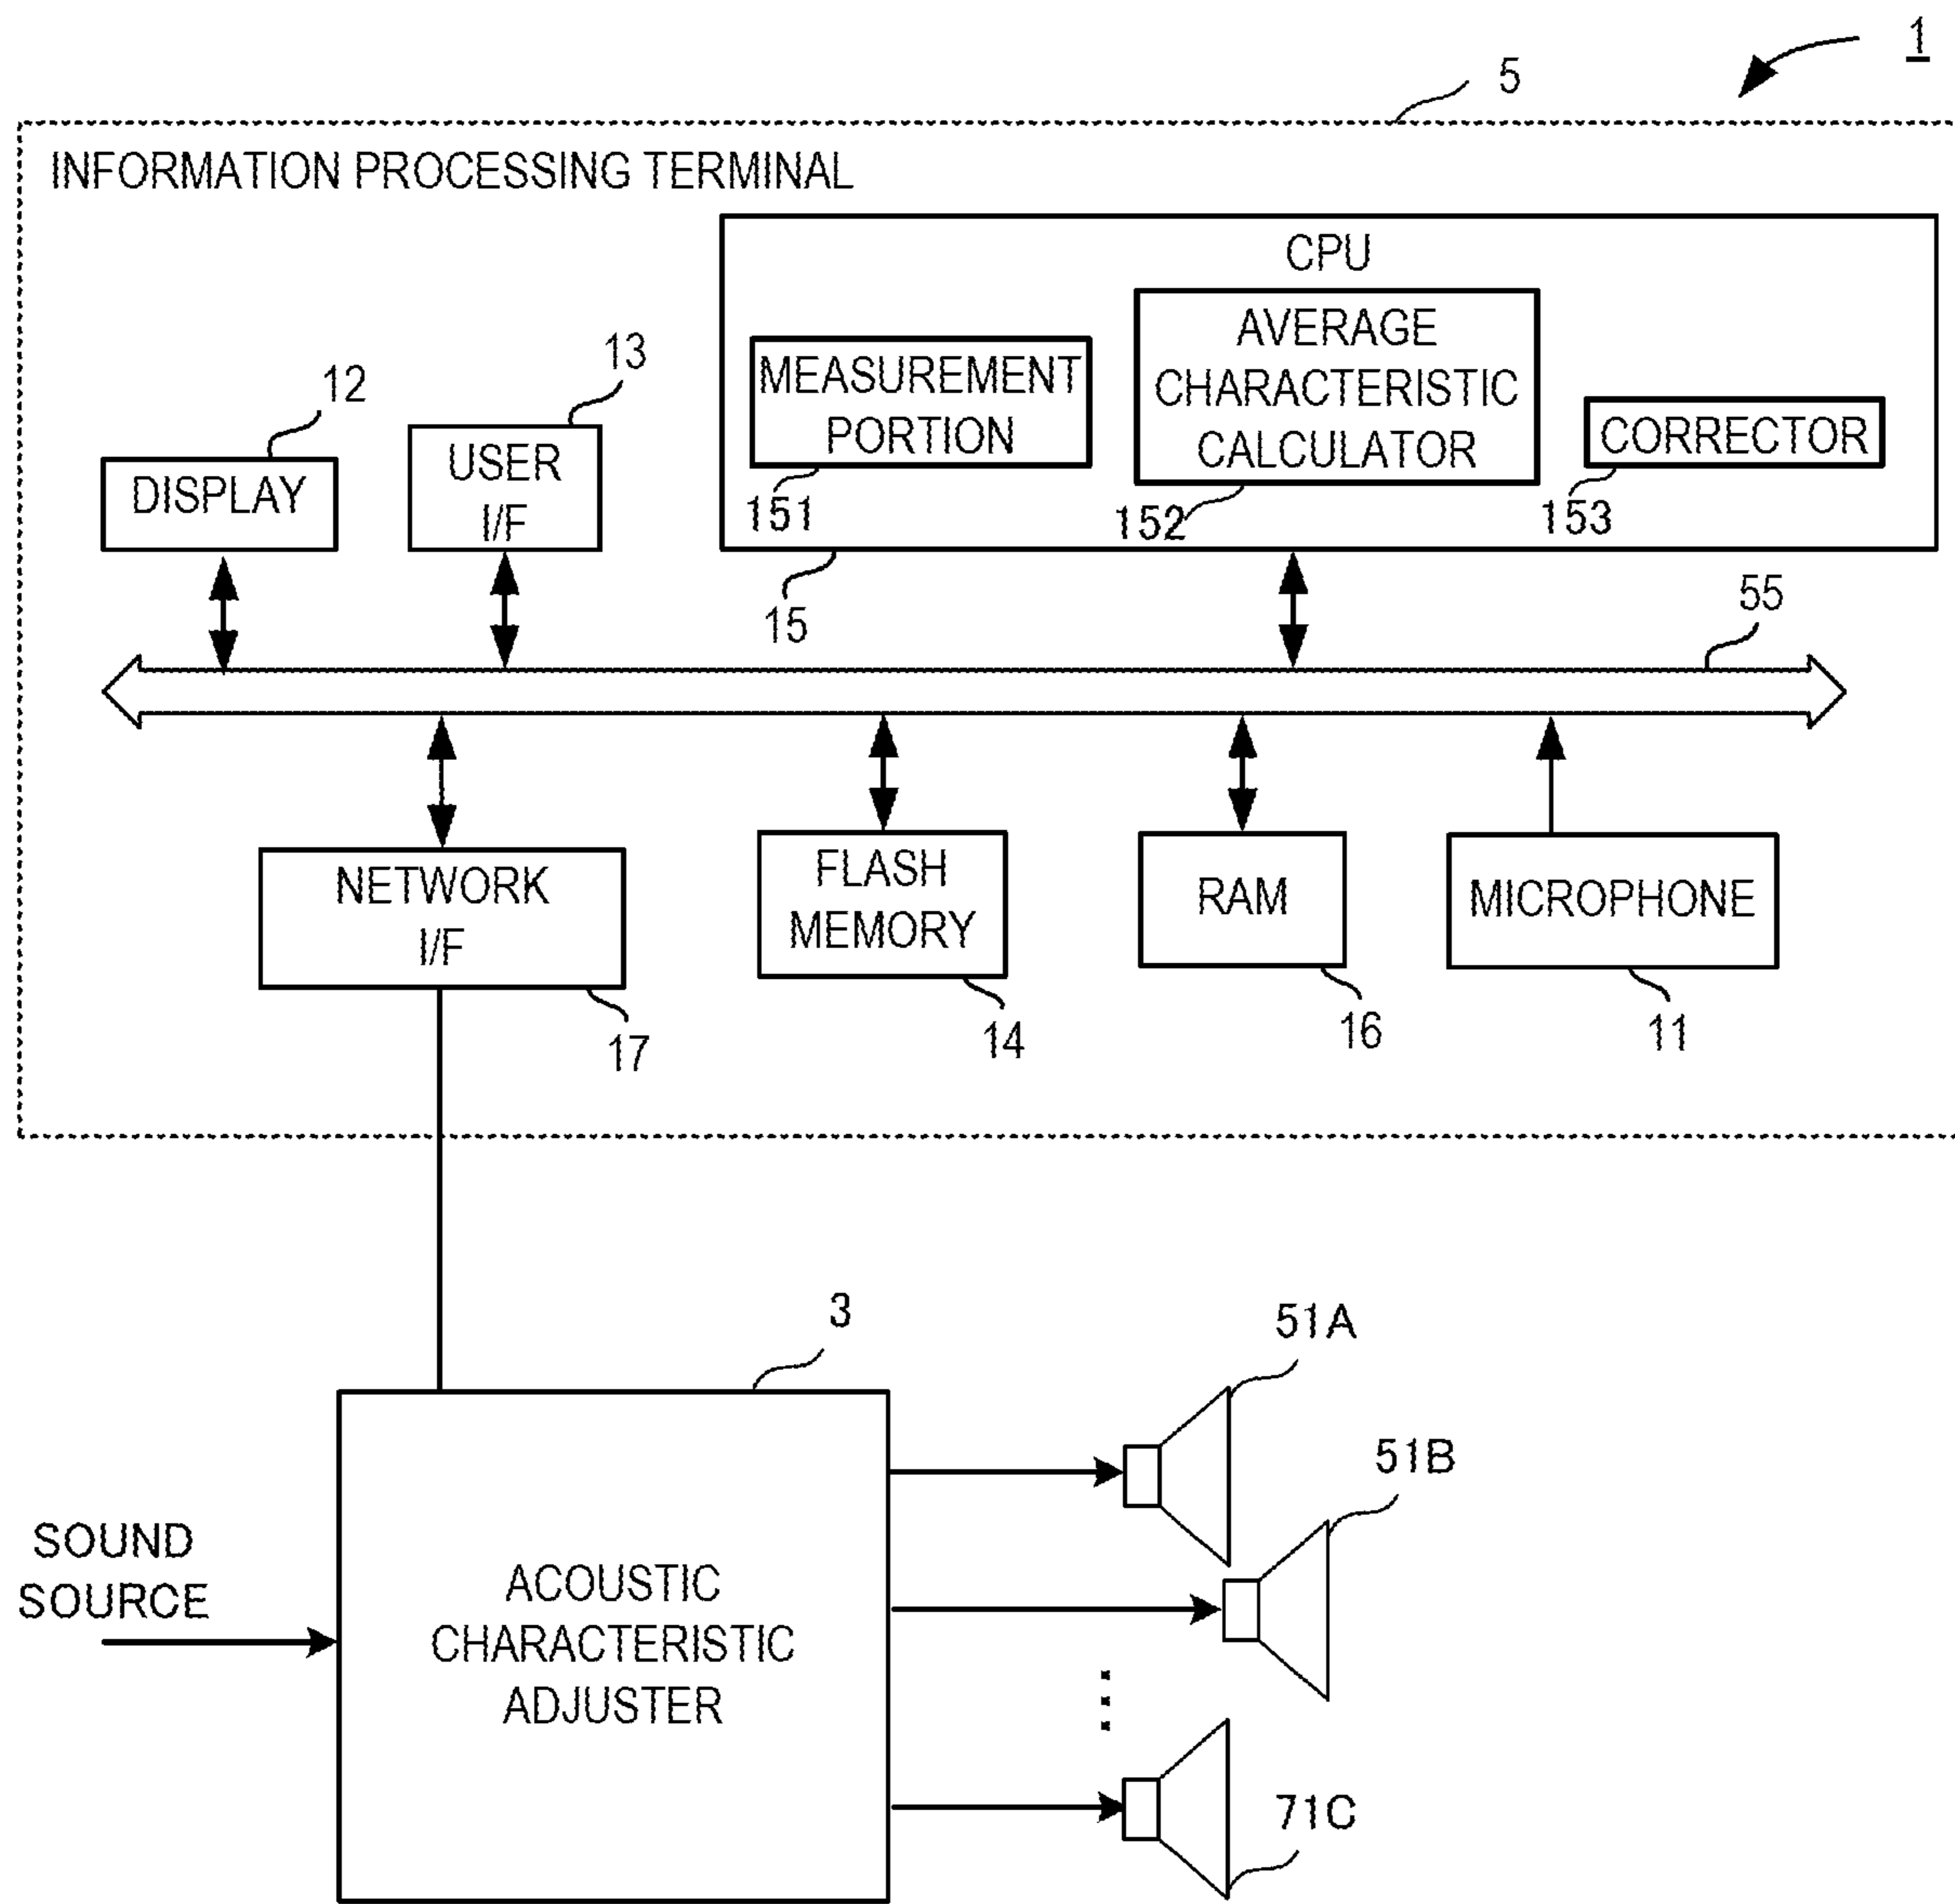 1
5
INFORMATION PROCESSING TERMINAL
CPU
12
13
DISPLAY
USER
I/F
MEASUREMENT
PORTION
151
AVERAGE
CHARACTERISTIC
CALCULATOR
152
CORRECTOR
153
15
55
NETWORK
I/F
17
FLASH
MEMORY
14
RAM
16
MICROPHONE
11
3
51A
51B
SOUND
SOURCE
ACOUSTIC
CHARACTERISTIC
ADJUSTER
71C